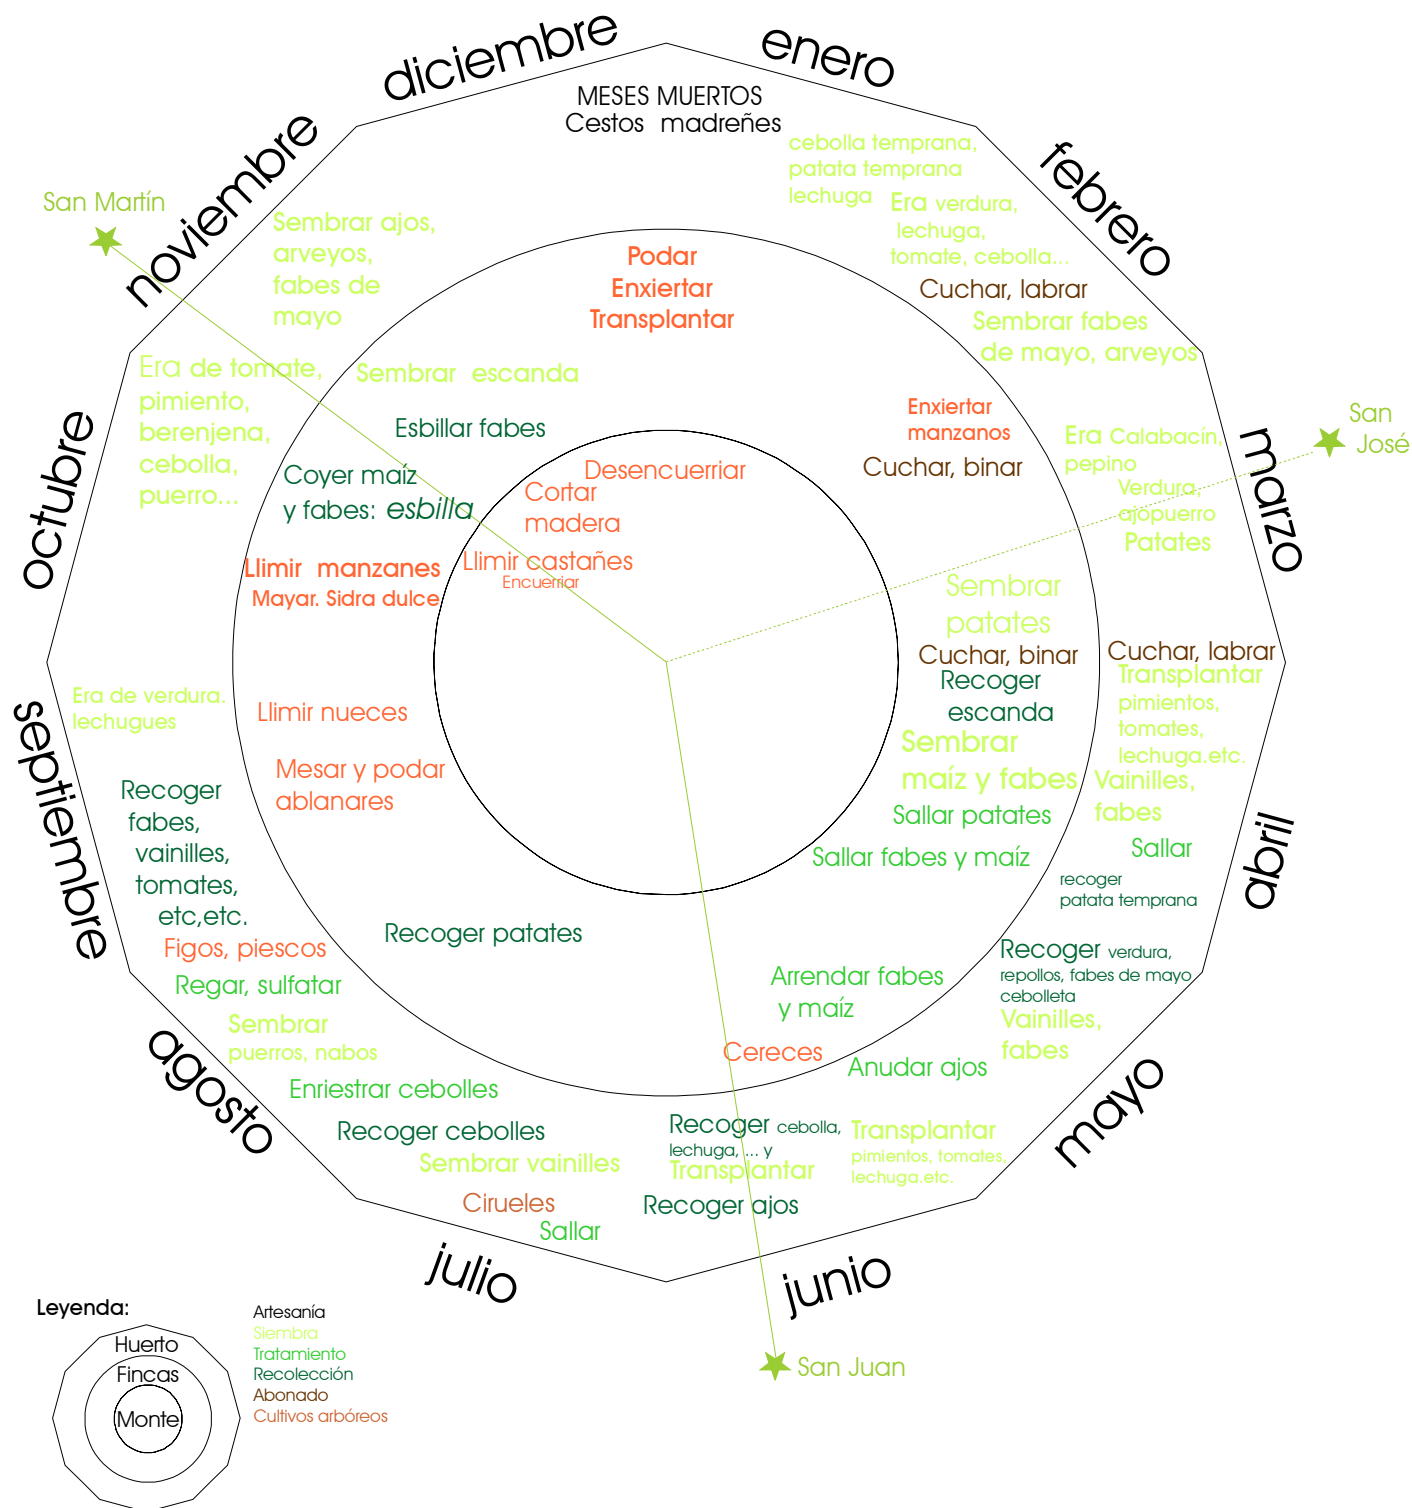 diciembre
enero
febrero
marzo
abril
mayo
junio
julio
agosto
septiembre
octubre
noviembre
San Martín
San
José
San Juan
MESES MUERTOS
Cestos madreñes
cebolla temprana,
patata temprana
lechuga
Era verdura,
lechuga,
tomate, cebolla...
Cuchar, labrar
Sembrar fabes
de mayo, arveyos
Era Calabacín,
pepino
Verdura,
ajopuerro
Patates
Cuchar, labrar
Transplantar
pimientos,
tomates,
lechuga.etc.
Vainilles,
fabes
Sallar
recoger
patata temprana
Recoger verdura,
repollos, fabes de mayo
cebolleta
Vainilles,
fabes
Anudar ajos
Transplantar
pimientos, tomates,
lechuga.etc.
Recoger cebolla,
lechuga, ... y
Transplantar
Recoger ajos
Sallar
Cirueles
Sembrar vainilles
Recoger cebolles
Enriestrar cebolles
Sembrar
puerros, nabos
Regar, sulfatar
Figos, piescos
Recoger
fabes,
vainilles,
tomates,
etc,etc.
Era de verdura.
lechugues
Era de tomate,
pimiento,
berenjena,
cebolla,
puerro...
Sembrar ajos,
arveyos,
fabes de
mayo
Podar
Enxiertar
Transplantar
Enxiertar
manzanos
Cuchar, binar
Sembrar
patates
Cuchar, binar
Recoger
escanda
Sembrar
maíz y fabes
Sallar patates
Sallar fabes y maíz
Arrendar fabes
y maíz
Cereces
Recoger patates
Mesar y podar
ablanares
Llimir nueces
Llimir manzanes
Mayar. Sidra dulce
Coyer maíz
y fabes: esbilla
Esbillar fabes
Sembrar escanda
Desencuerriar
Cortar
madera
Llimir castañes
Encuerriar
Leyenda:
Huerto
Fincas
Monte
Artesanía
Siembra
Tratamiento
Recolección
Abonado
Cultivos arbóreos